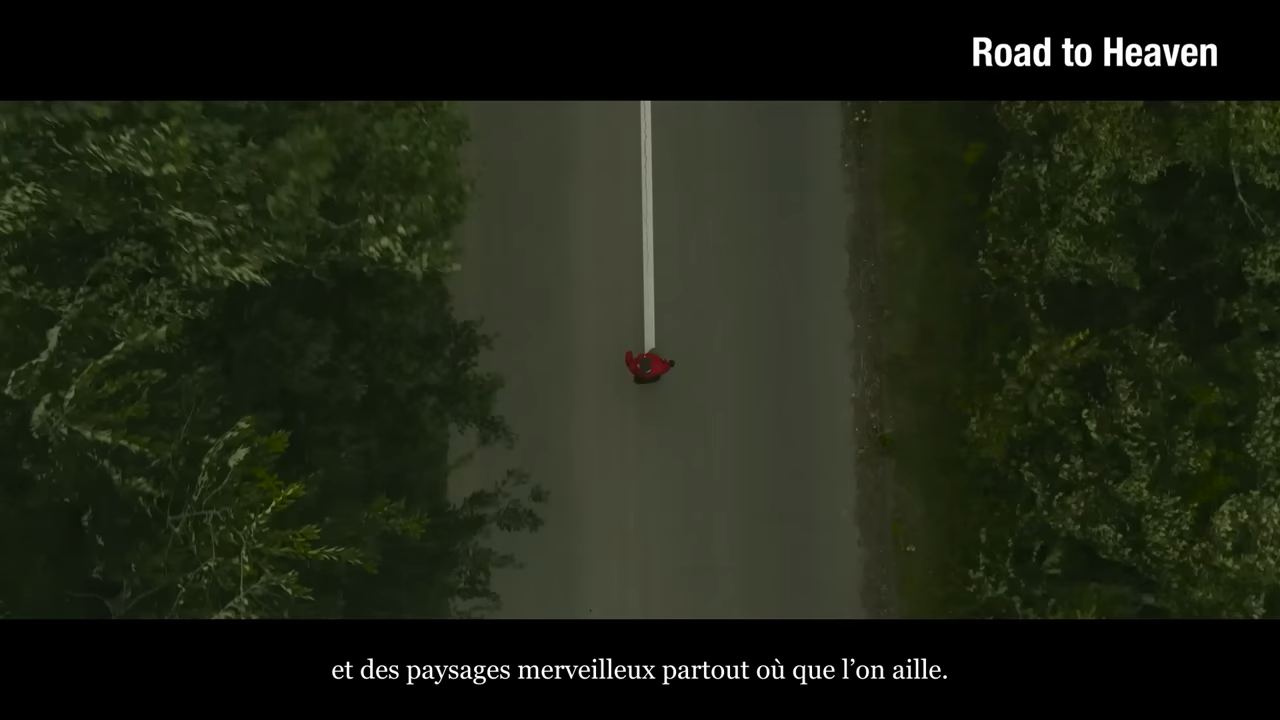 Road to Heaven
et des paysages merveilleux partout où que l’on aille.